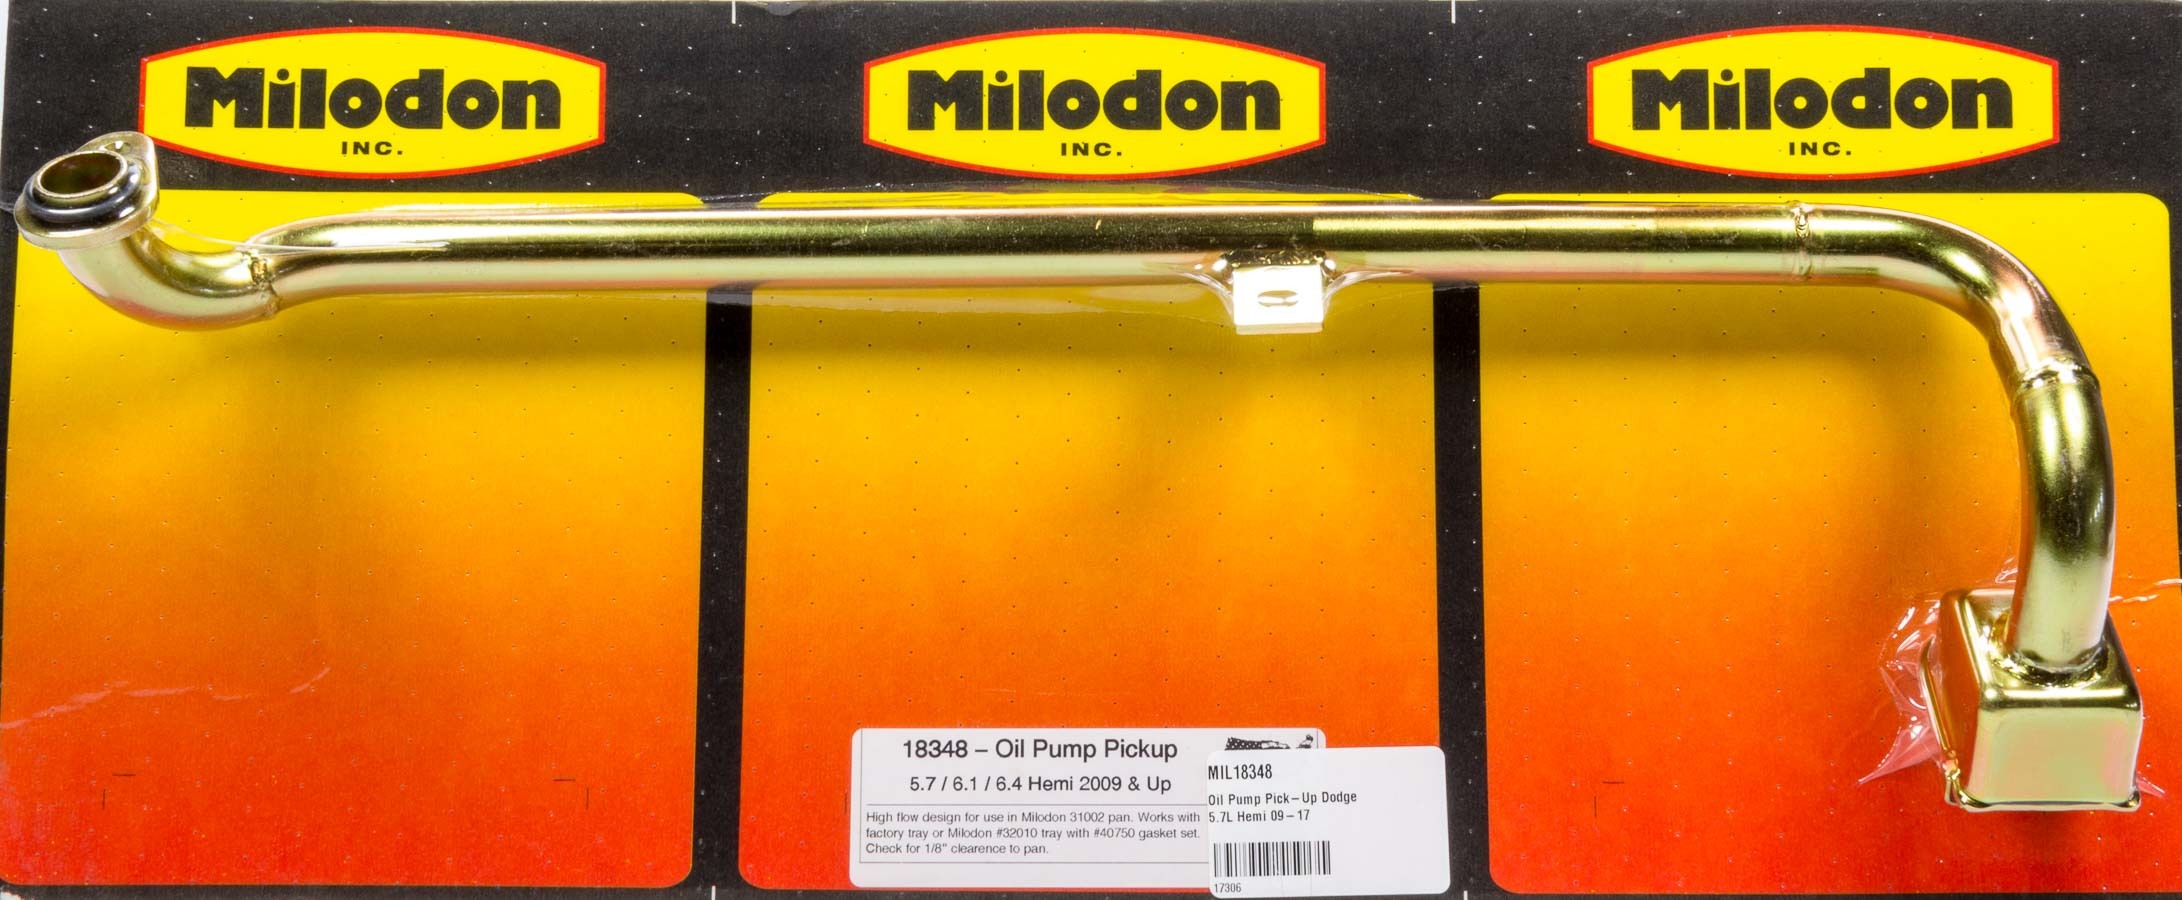 Milodon
INC.
Milodon
INC.
Milodon
INC.
18348 – Oil Pump Pickup
5.7 / 6.1 / 6.4 Hemi 2009 & Up
High flow design for use in Milodon 31002 pan. Works with
factory tray or Milodon #32010 tray with #40750 gasket set.
Check for 1/8" clearence to pan.
MIL18348
Oil Pump Pick-Up Dodge
5.7L Hemi 09-17
17306